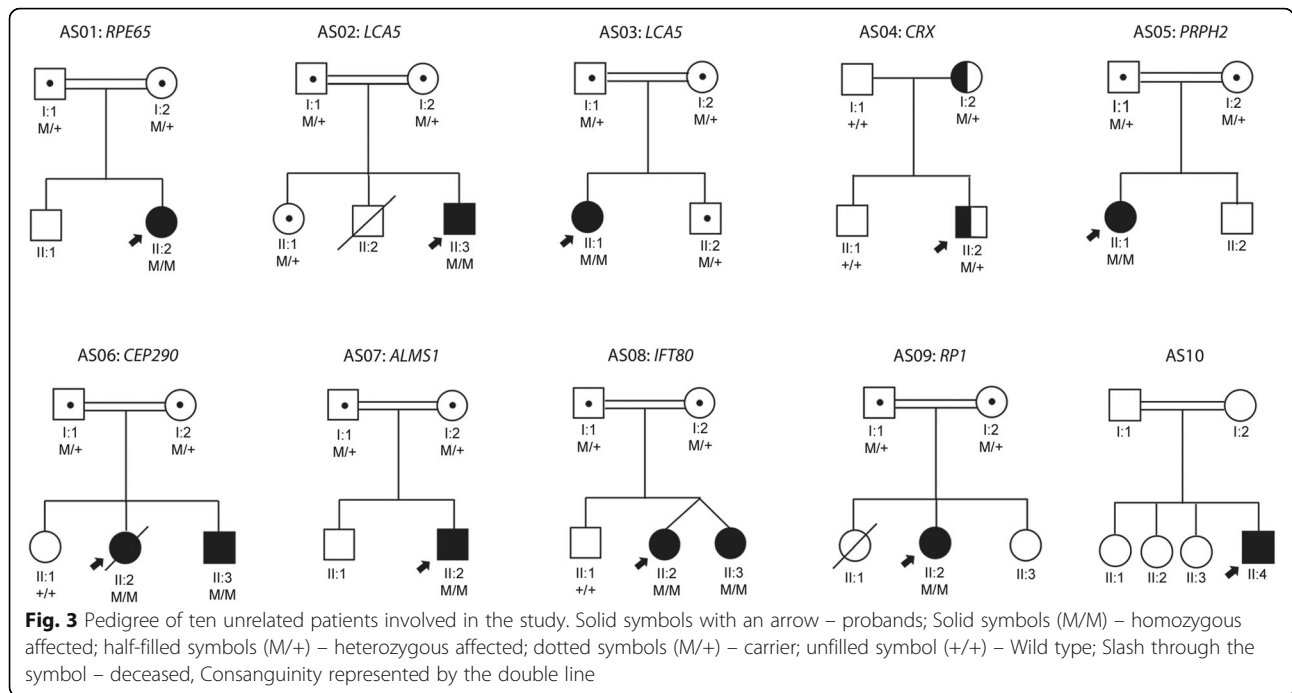 AS01: RPE65
AS02: LCA5
AS03: LCA5
AS04: CRX
AS05: PRPH2
I:1
M/+
I:2
M/+
I:1
M/+
I:2
M/+
I:1
M/+
I:2
M/+
I:1
+/+
I:2
M/+
I:1
M/+
I:2
M/+
II:1
II:2
M/M
II:1
M/+
II:2
II:3
M/M
II:1
M/M
II:2
M/+
II:1
+/+
II:2
M/+
II:1
M/M
II:2
AS06: CEP290
AS07: ALMS1
AS08: IFT80
AS09: RP1
AS10
I:1
M/+
I:2
M/+
I:1
M/+
I:2
M/+
I:1
M/+
I:2
M/+
I:1
M/+
I:2
M/+
I:1
I:2
II:1
+/+
II:2
M/M
II:3
M/M
II:1
II:2
M/M
II:1
+/+
II:2
M/M
II:3
M/M
II:1
II:2
M/M
II:3
II:1
II:2
II:3
II:4
Fig. 3 Pedigree of ten unrelated patients involved in the study. Solid symbols with an arrow – probands; Solid symbols (M/M) – homozygous
affected; half-filled symbols (M/+) – heterozygous affected; dotted symbols (M/+) – carrier; unfilled symbol (+/+) – Wild type; Slash through the
symbol – deceased, Consanguinity represented by the double line